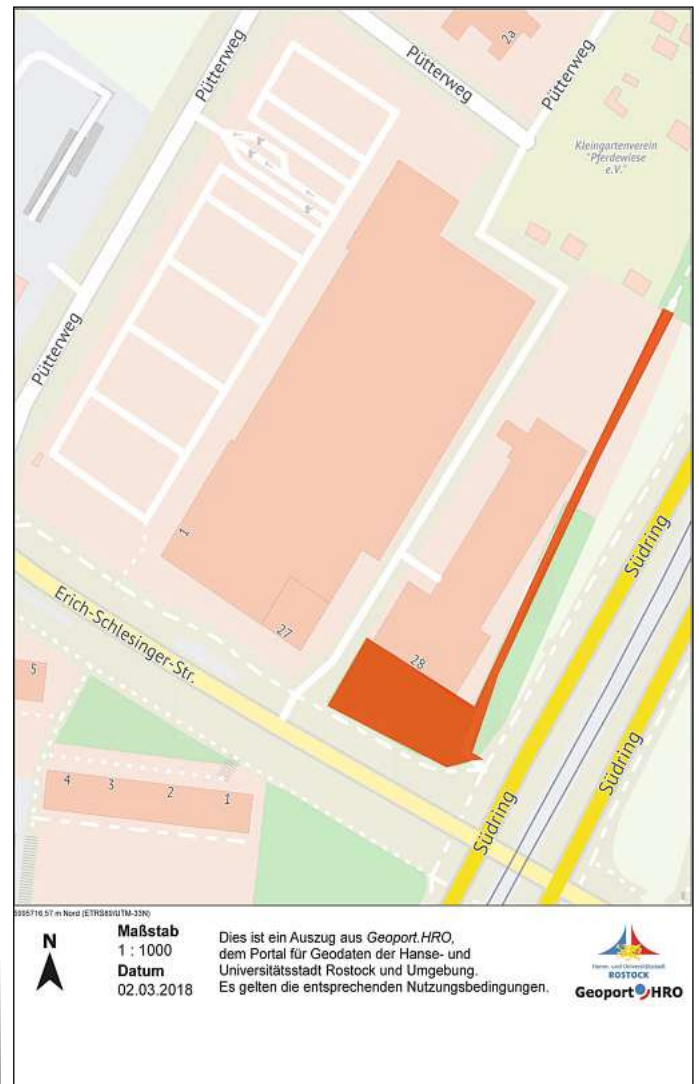 Pütterweg
2a
Pütterweg
Pütterweg
Kleingartenverein
"Pferdewiese
e.V."
Pütterweg
1
27
28
Südring
Erich-Schlesinger-Str.
5
4 3 2 1
Südring
Südring
5995716,57 m Nord (ETRS89/UTM-33N)
N
Maßstab
1 : 1000
Datum
02.03.2018
Dies ist ein Auszug aus Geoport.HRO,
dem Portal für Geodaten der Hanse- und
Universitätsstadt Rostock und Umgebung.
Es gelten die entsprechenden Nutzungsbedingungen.
Hanse- und Universitätsstadt
ROSTOCK
Geoport HRO